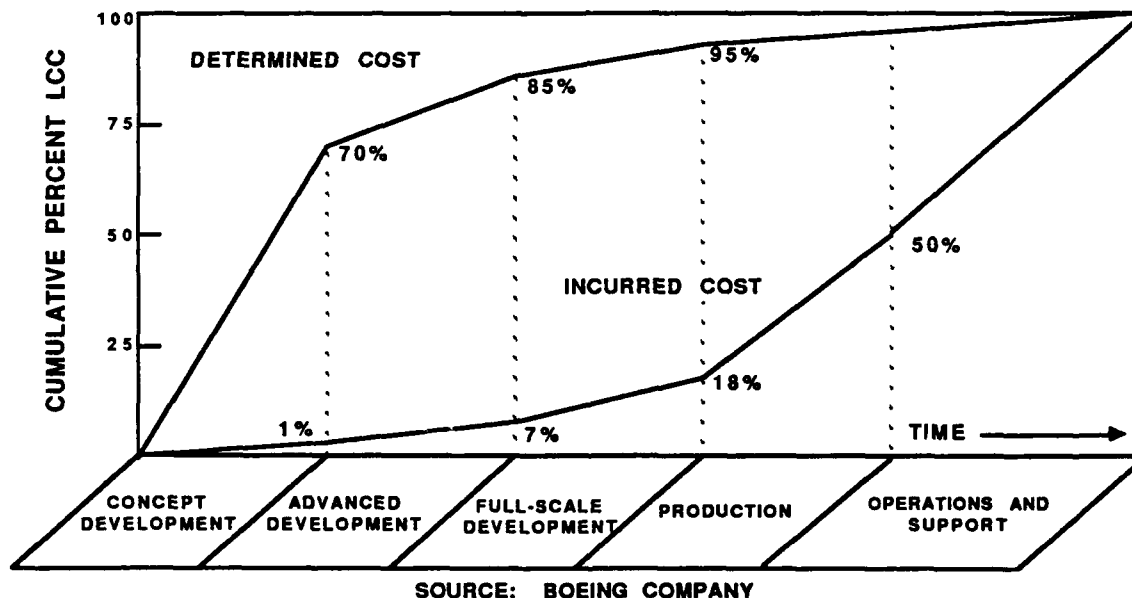 100
DETERMINED COST
95%
85%
75
70%
CUMULATIVE PERCENT LCC
50
50%
INCURRED COST
25
18%
1%
7%
TIME
CONCEPT
DEVELOPMENT
ADVANCED
DEVELOPMENT
FULL-SCALE
DEVELOPMENT
PRODUCTION
OPERATIONS AND
SUPPORT
SOURCE: BOEING COMPANY